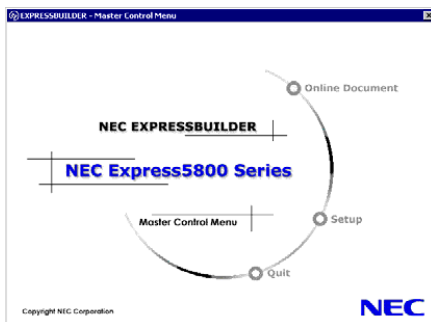 EXPRESSBUILDER - Master Control Menu
Online Document
NEC EXPRESSBUILDER
NEC Express5800 Series
Master Control Menu
Setup
Quit
Copyright NEC Corporation
NEC